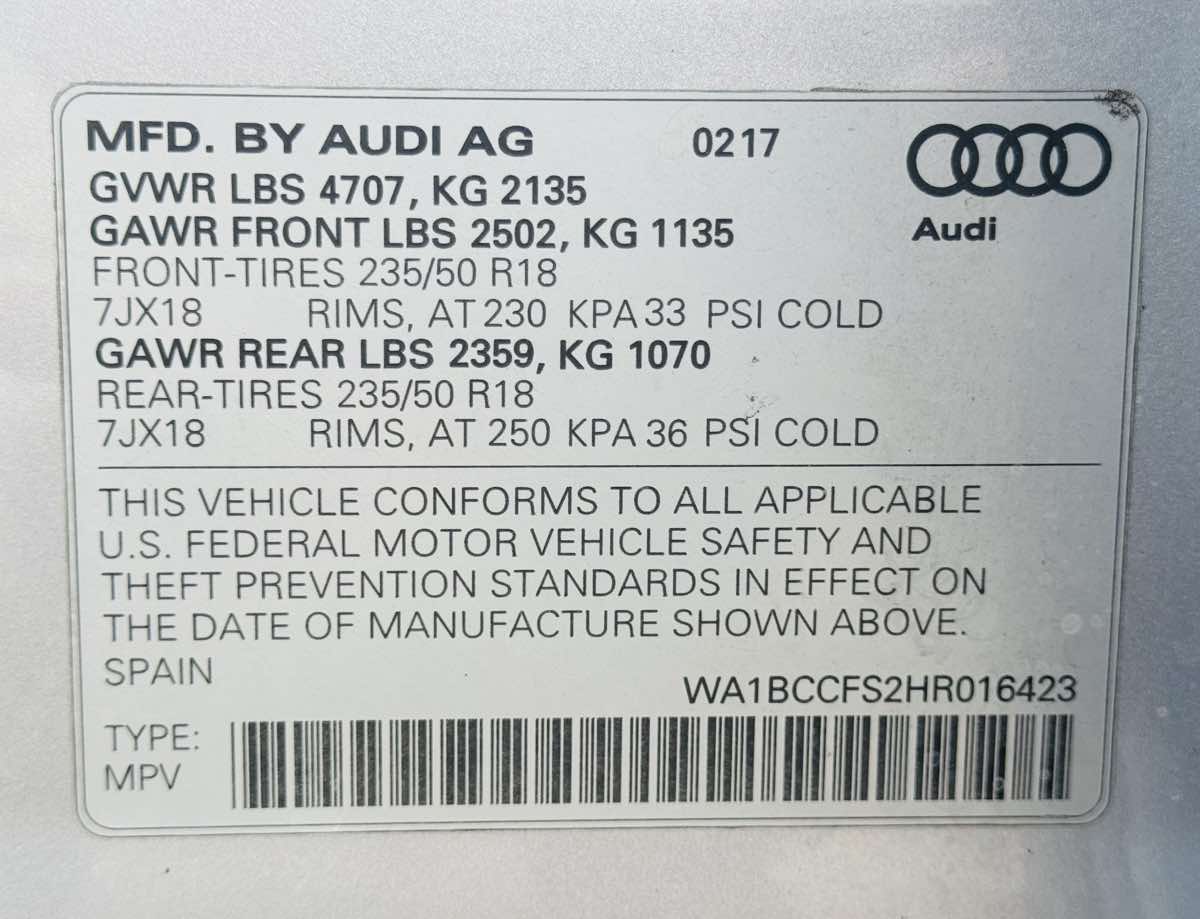 MFD. BY AUDI AG 0217
GVWR LBS 4707, KG 2135
GAWR FRONT LBS 2502, KG 1135
Audi
FRONT-TIRES 235/50 R18
7JX18 RIMS, AT 230 KPA 33 PSI COLD
GAWR REAR LBS 2359, KG 1070
REAR-TIRES 235/50 R18
7JX18 RIMS, AT 250 KPA 36 PSI COLD
THIS VEHICLE CONFORMS TO ALL APPLICABLE
U.S. FEDERAL MOTOR VEHICLE SAFETY AND
THEFT PREVENTION STANDARDS IN EFFECT ON
THE DATE OF MANUFACTURE SHOWN ABOVE.
SPAIN
WA1BCCFS2HR016423
TYPE:
MPV